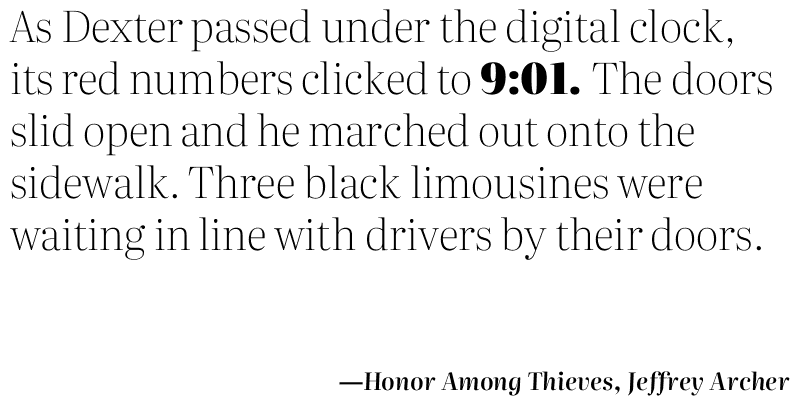 As Dexter passed under the digital clock,
its red numbers clicked to 9:01. The doors
slid open and he marched out onto the
sidewalk. Three black limousines were
waiting in line with drivers by their doors.
—Honor Among Thieves, Jeffrey Archer